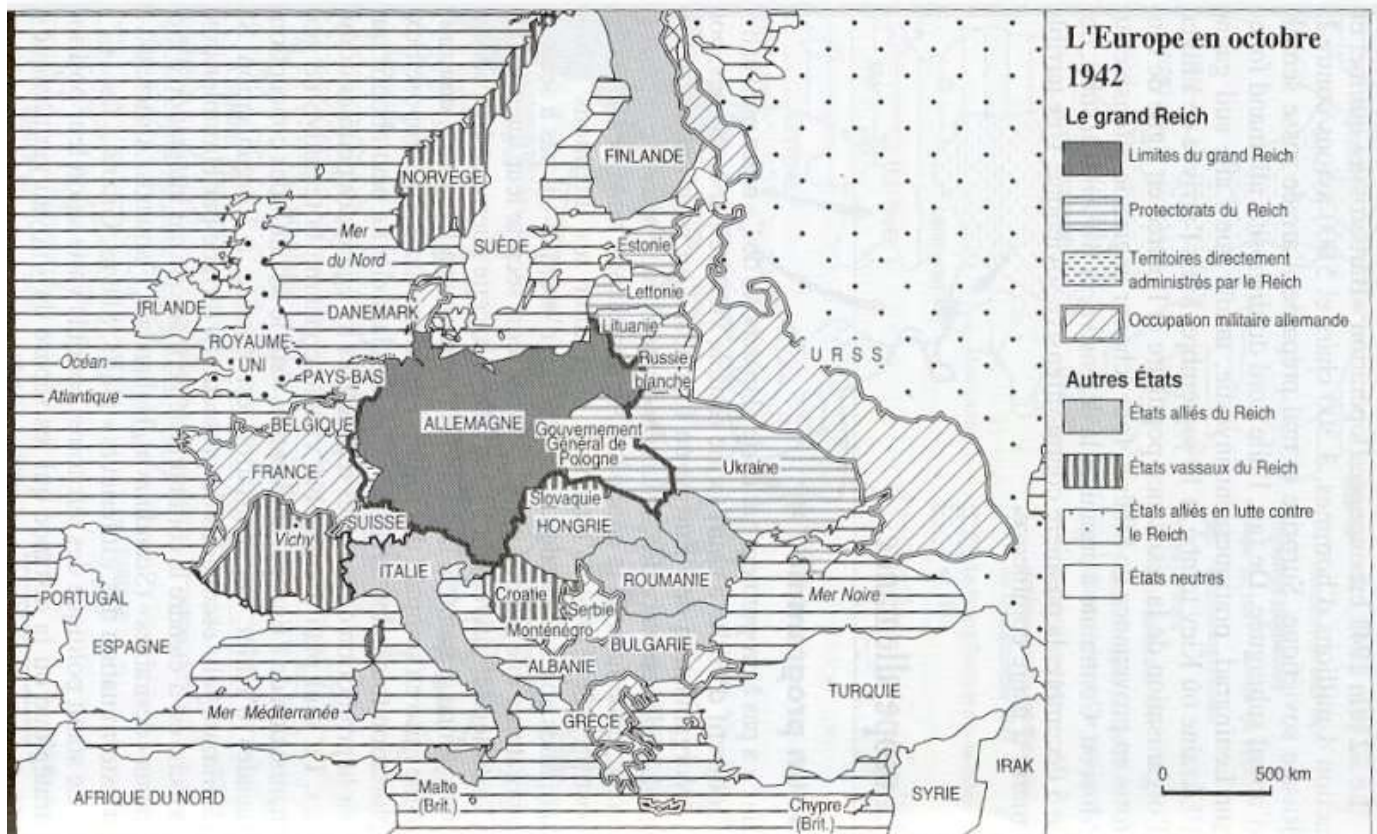 L'Europe en octobre
1942
Le grand Reich
Limites du grand Reich
Protectorats du Reich
Territoires directement
administrés par le Reich
Occupation militaire allemande
Autres États
États alliés du Reich
États vassaux du Reich
États alliés en lutte contre
le Reich
États neutres
0 500 km
FINLANDE
NORVÈGE
SUÈDE
Mer
du Nord
Estonie
Lettonie
Lituanie
Russie
blanche
DANEMARK
IRLANDE
ROYAUME
UNI
Océan
Atlantique
PAYS-BAS
BELGIQUE
ALLEMAGNE
Gouvernement
Général de
Pologne
URSS
Ukraine
FRANCE
Vichy
SUISSE
Slovaquie
HONGRIE
ITALIE
ROUMANIE
Croatie
Serbie
Monténégro
Mer Noire
BULGARIE
ALBANIE
PORTUGAL
ESPAGNE
Mer Méditerranée
GRÈCE
TURQUIE
AFRIQUE DU NORD
Malte
(Brit.)
Chypre
(Brit.)
SYRIE
IRAK